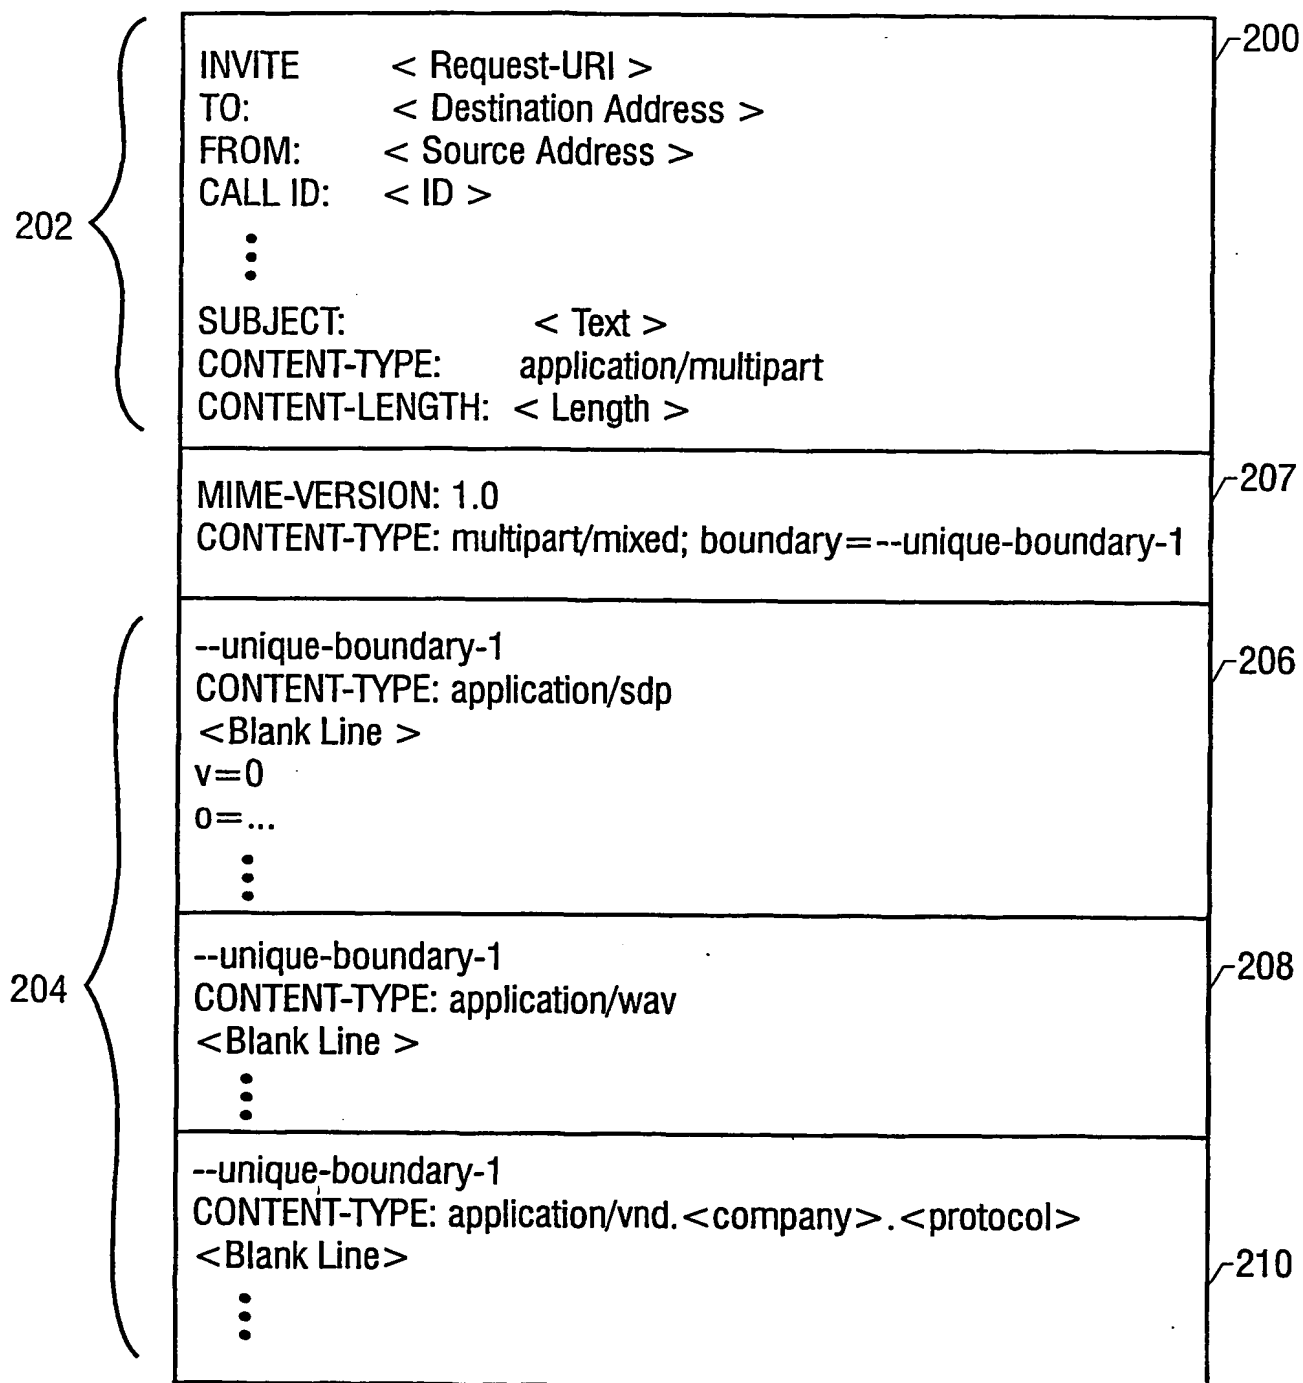 200
INVITE < Request-URI >
TO: < Destination Address >
FROM: < Source Address >
CALL ID: < ID >
202
SUBJECT: < Text >
CONTENT-TYPE: application/multipart
CONTENT-LENGTH: < Length >
207
MIME-VERSION: 1.0
CONTENT-TYPE: multipart/mixed; boundary=--unique-boundary-1
--unique-boundary-1
206
CONTENT-TYPE: application/sdp
<Blank Line >
v=0
o=...
--unique-boundary-1
208
204
CONTENT-TYPE: application/wav
<Blank Line >
--unique-boundary-1
CONTENT-TYPE: application/vnd.<company>.<protocol>
<Blank Line>
210